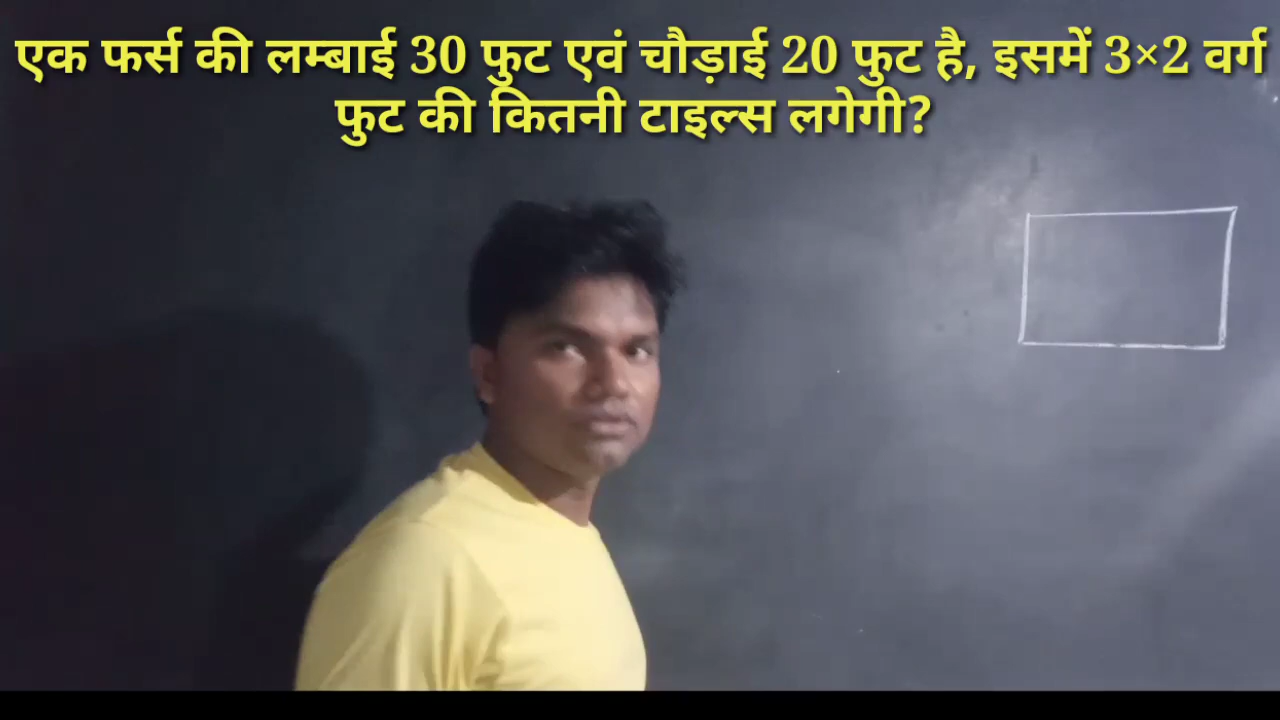 एक फर्स की लम्बाई 30 फुट एवं चौड़ाई 20 फुट है, इसमें 3×2 वर्ग
फुट की कितनी टाइल्स लगेगी?